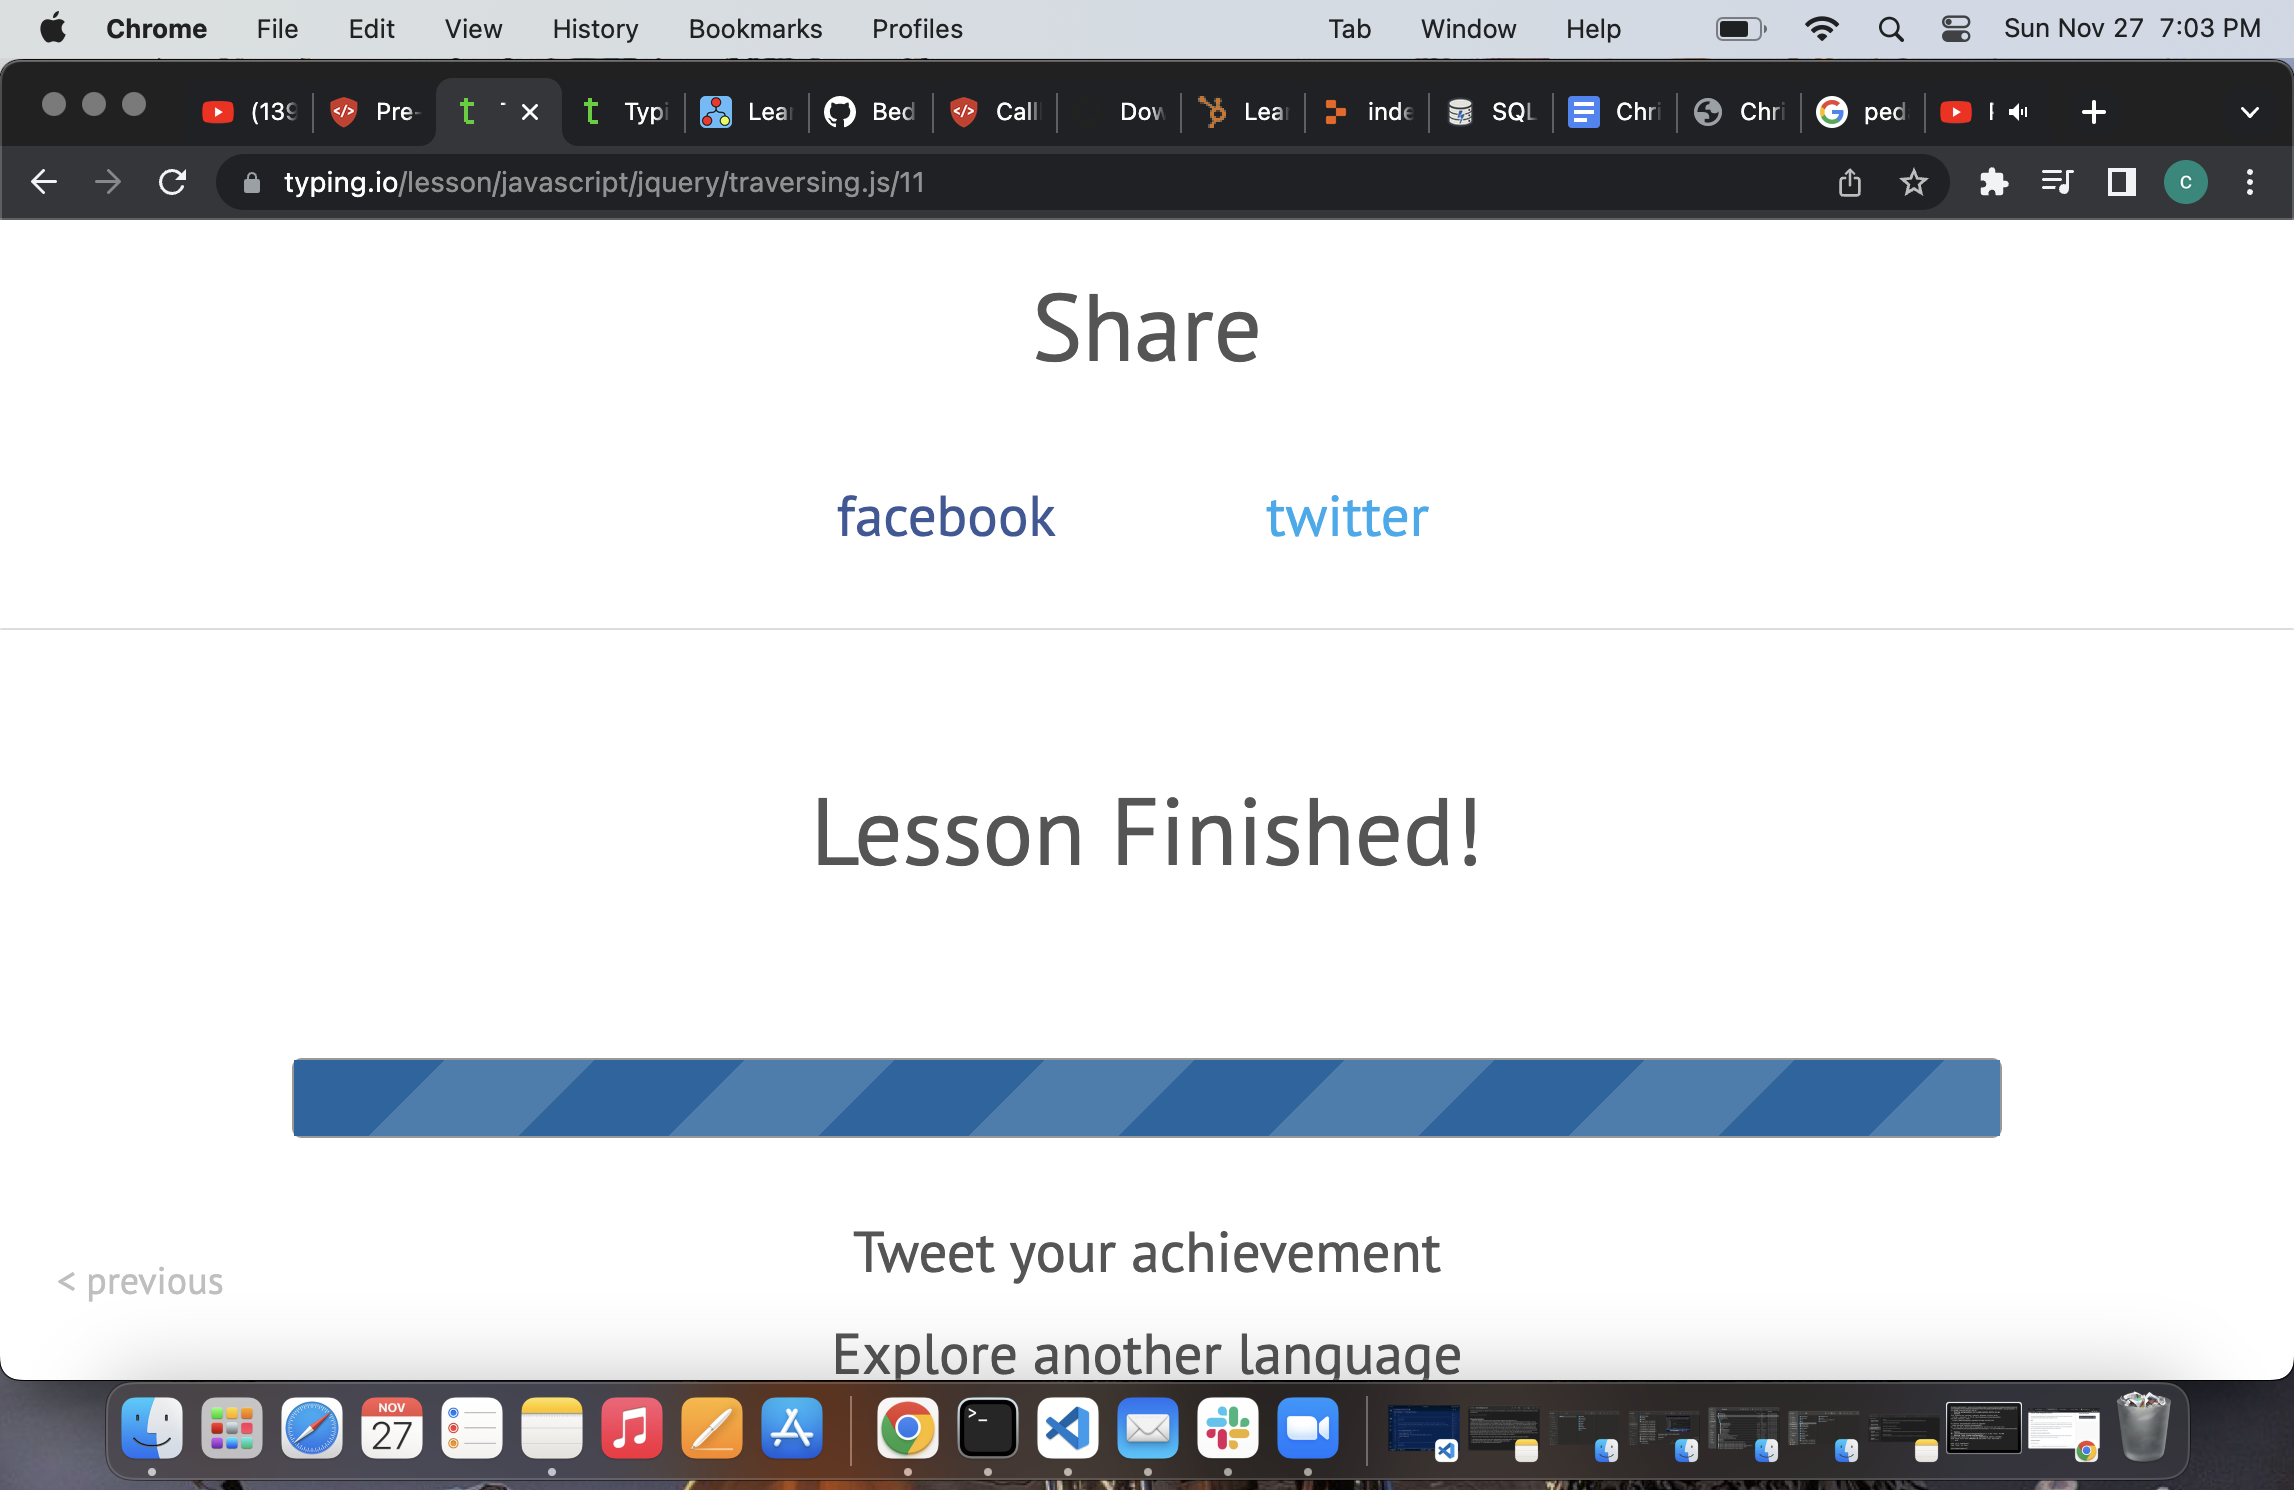 Chrome File Edit View History Bookmarks Profiles Tab Window Help Sun Nov 27 7:03 PM
(139 Pre- Typi Lear Bed Call Dow Lear inde SQL Chri Chri ped
typing.io/lesson/javascript/jquery/traversing.js/11 C
Share
facebook twitter
Lesson Finished!
Tweet your achievement
< previous
Explore another language
NOV
27